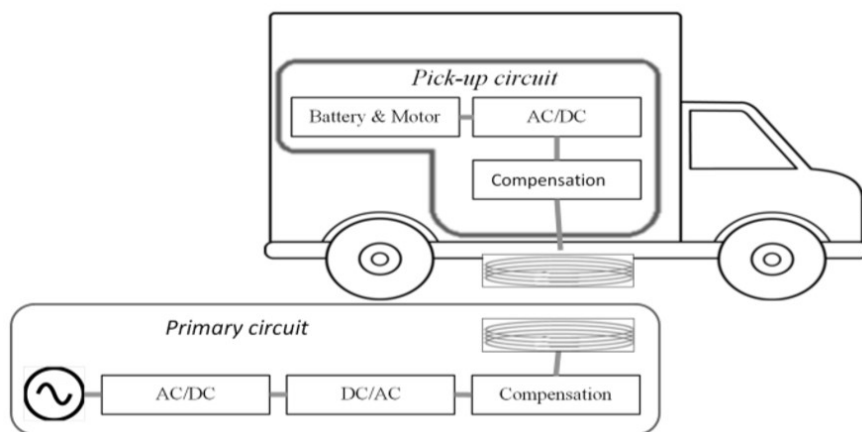 Pick-up circuit
Battery & Motor
AC/DC
Compensation
Primary circuit
AC/DC
DC/AC
Compensation